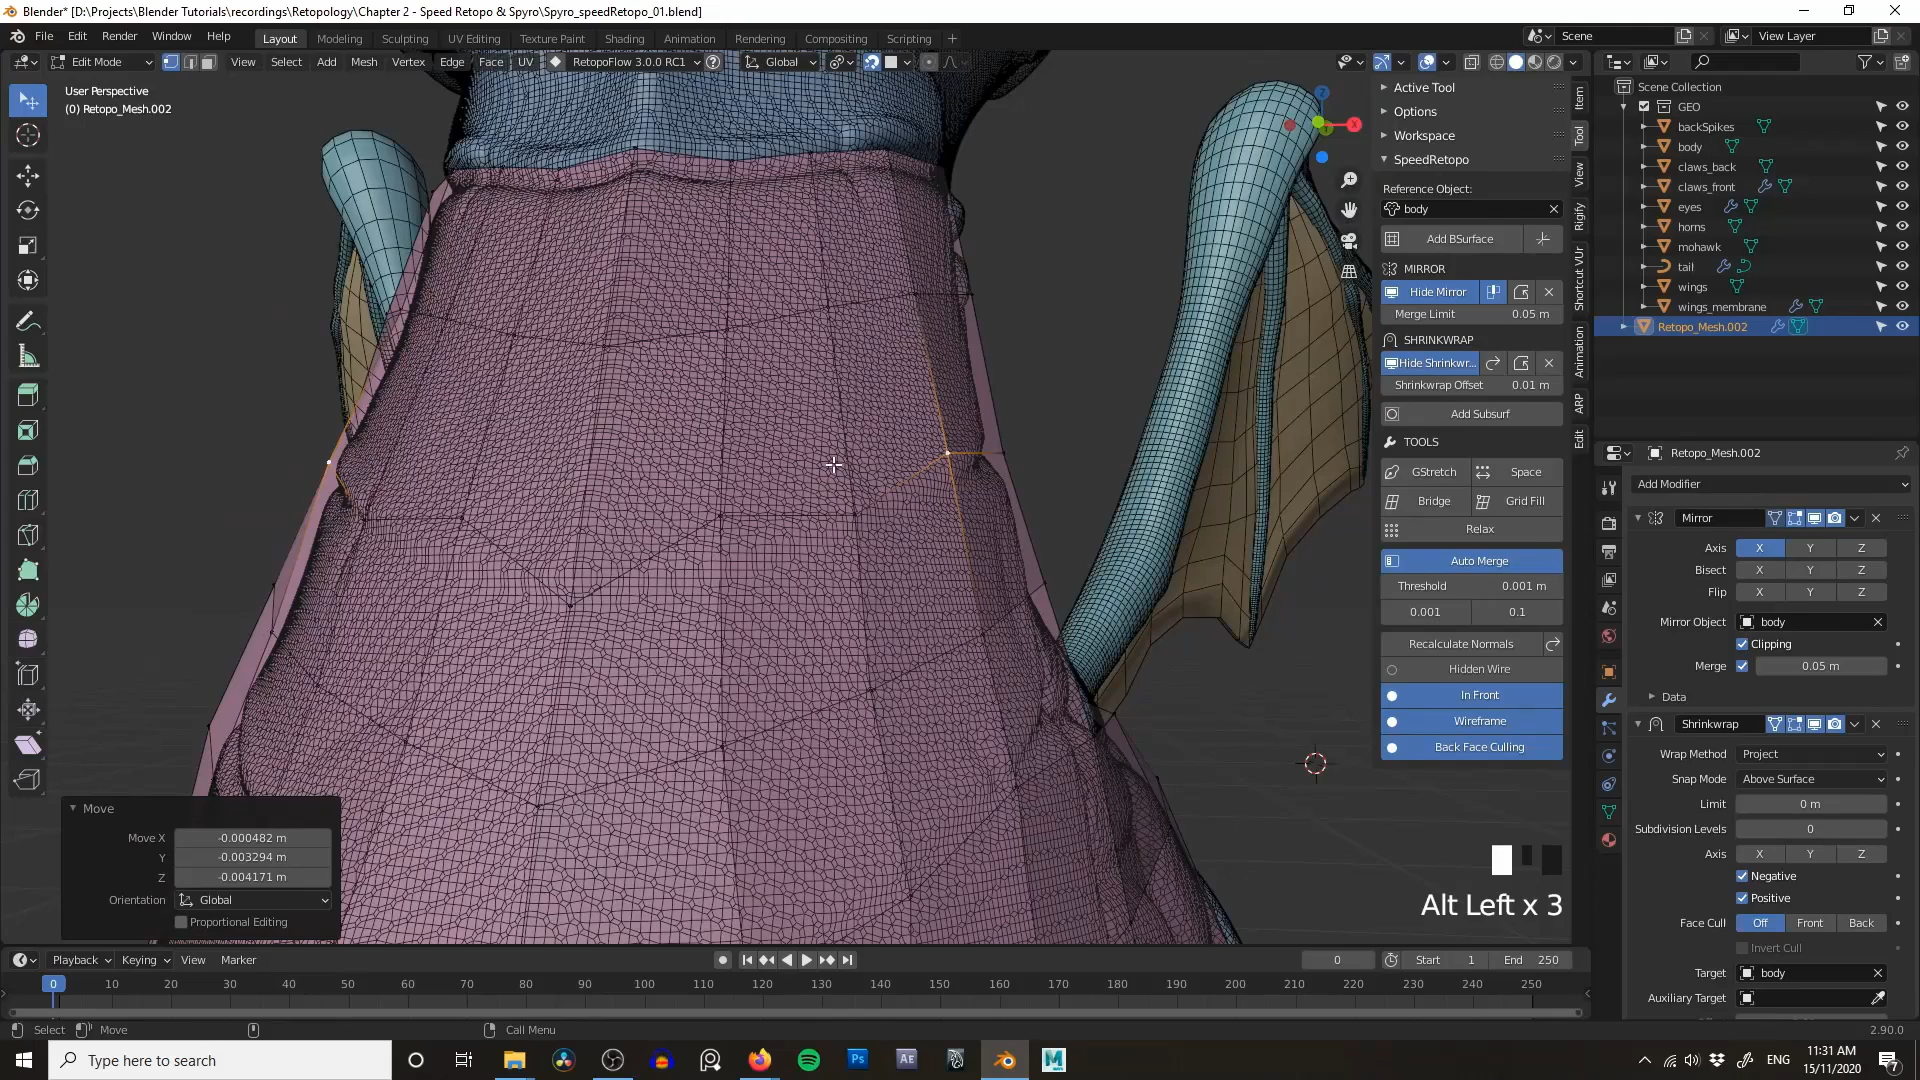 Blender* [D:\Projects\Blender Tutorials\recordings\Retopology\Chapter 2 - Speed Retopo & Spyro\Spyro_speedRetopo_01.blend]
File Edit Render Window Help Layout Modeling Sculpting UV Editing Texture Paint Shading Animation Rendering Compositing Scripting + Scene View Layer
Edit Mode View Select Add Mesh Vertex Edge Face UV RetopoFlow 3.0.0 RC1 Global
User Perspective
(0) Retopo_Mesh.002
Active Tool
Options
Workspace
SpeedRetopo
Reference Object:
body
Add BSurface
MIRROR
Hide Mirror
Merge Limit 0.05 m
SHRINKWRAP
Hide Shrinkwr...
Shrinkwrap Offset 0.01 m
Add Subsurf
TOOLS
GStretch Space
Bridge Grid Fill
Relax
Auto Merge
Threshold 0.001 m
0.001 0.1
Recalculate Normals
Hidden Wire
In Front
Wireframe
Back Face Culling
Item
Tool
View
Rigify
Shortcut VUr
Animation
ARP
Edit
Z
X
Y
Scene Collection
GEO
backSpikes
body
claws_back
claws_front
eyes
horns
mohawk
tail
wings
wings_membrane
Retopo_Mesh.002
Retopo_Mesh.002
Add Modifier
Mirror
Axis X Y Z
Bisect X Y Z
Flip X Y Z
Mirror Object body
Clipping
Merge 0.05 m
Data
Shrinkwrap
Wrap Method Project
Snap Mode Above Surface
Limit 0 m
Subdivision Levels 0
Axis X Y Z
Negative
Positive
Face Cull Off Front Back
Invert Cull
Target body
Auxiliary Target
Move
Move X -0.000482 m
Y -0.003294 m
Z -0.004171 m
Orientation Global
Proportional Editing
Alt Left x 3
Playback Keying View Marker 0 Start 1 End 250
0 10 20 30 40 50 60 70 80 90 100 110 120 130 140 150 160 170 180 190 200 210 220 230 240 250
Select Move Call Menu 2.90.0
Type here to search
Ps Ae M
ENG
11:31 AM
15/11/2020
7